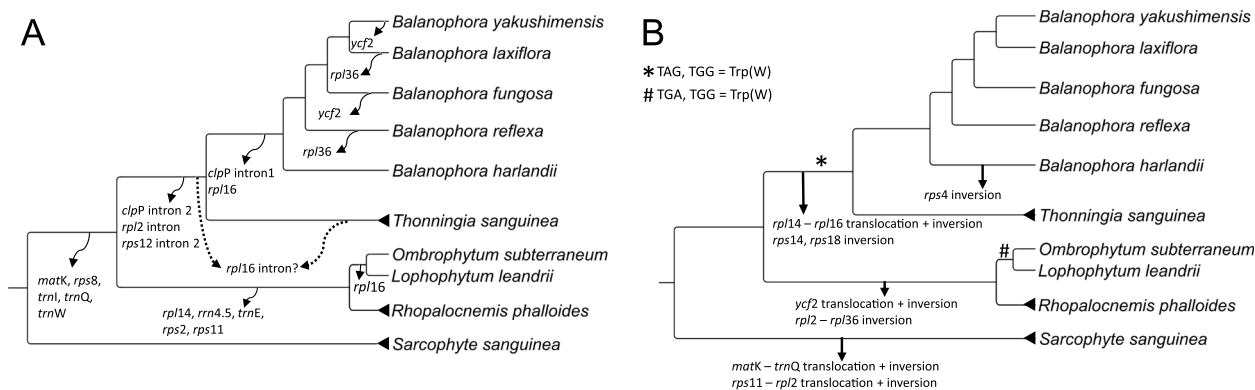 A
Balanophora yakushimensis
ycf2
Balanophora laxiflora
rpl36
Balanophora fungosa
ycf2
Balanophora reflexa
rpl36
Balanophora harlandii
clpP intron1
rpl16
clpP intron 2
rpl2 intron
rps12 intron 2
Thonningia sanguinea
rpl16 intron?
Ombrophytum subterraneum
Lophophytum leandrii
rpl16
matK, rps8,
trnI, trnQ,
trnW
rpl14, rrn4.5, trnE,
rps2, rps11
Rhopalocnemis phalloides
Sarcophyte sanguinea
B
* TAG, TGG = Trp(W)
# TGA, TGG = Trp(W)
Balanophora yakushimensis
Balanophora laxiflora
Balanophora fungosa
Balanophora reflexa
*
Balanophora harlandii
rps4 inversion
Thonningia sanguinea
rpl14 – rpl16 translocation + inversion
rps14, rps18 inversion
#
Ombrophytum subterraneum
Lophophytum leandrii
ycf2 translocation + inversion
rpl2 – rpl36 inversion
Rhopalocnemis phalloides
Sarcophyte sanguinea
matK – trnQ translocation + inversion
rps11 – rpl2 translocation + inversion